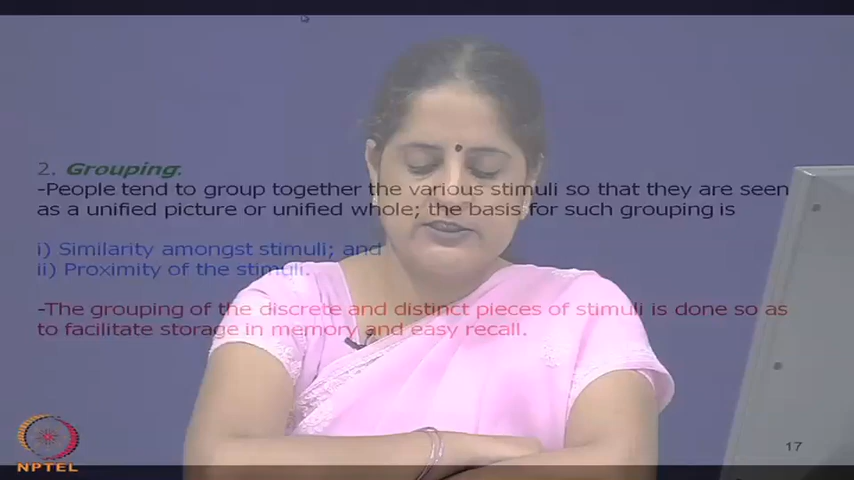 2. Grouping.
-People tend to group together the various stimuli so that they are seen
as a unified picture or unified whole; the basis for such grouping is
i) Similarity amongst stimuli; and
ii) Proximity of the stimuli.
-The grouping of the discrete and distinct pieces of stimuli is done so as
to facilitate storage in memory and easy recall.
NPTEL
17